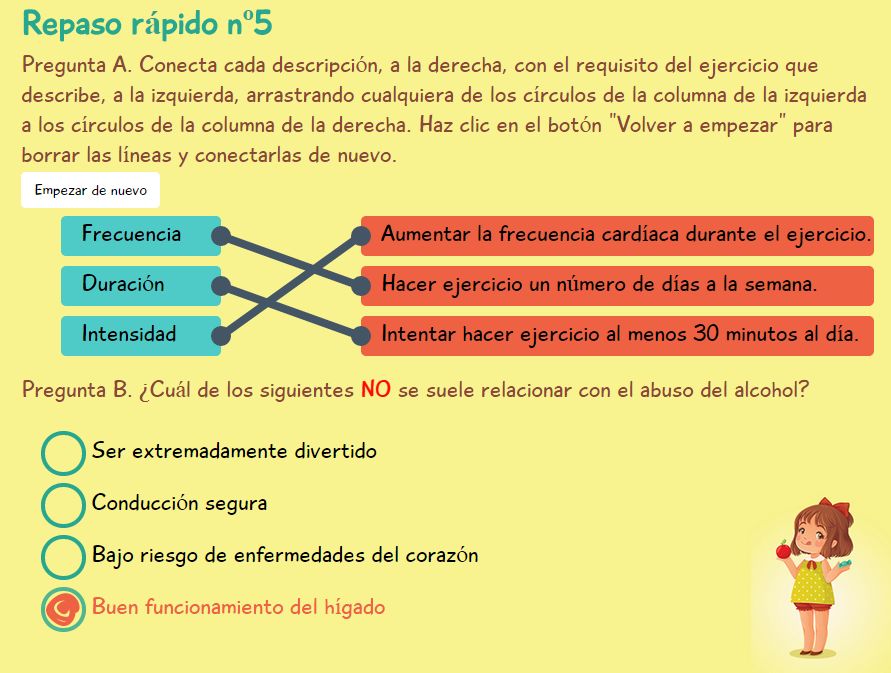 Repaso rápido nº5
Pregunta A. Conecta cada descripción, a la derecha, con el requisito del ejercicio que
describe, a la izquierda, arrastrando cualquiera de los círculos de la columna de la izquierda
a los círculos de la columna de la derecha. Haz clic en el botón "Volver a empezar" para
borrar las líneas y conectarlas de nuevo.
Empezar de nuevo
Frecuencia
Aumentar la frecuencia cardíaca durante el ejercicio.
Duración
Hacer ejercicio un número de días a la semana.
Intensidad
Intentar hacer ejercicio al menos 30 minutos al día.
Pregunta B. ¿Cuál de los siguientes NO se suele relacionar con el abuso del alcohol?
Ser extremadamente divertido
Conducción segura
Bajo riesgo de enfermedades del corazón
Buen funcionamiento del hígado